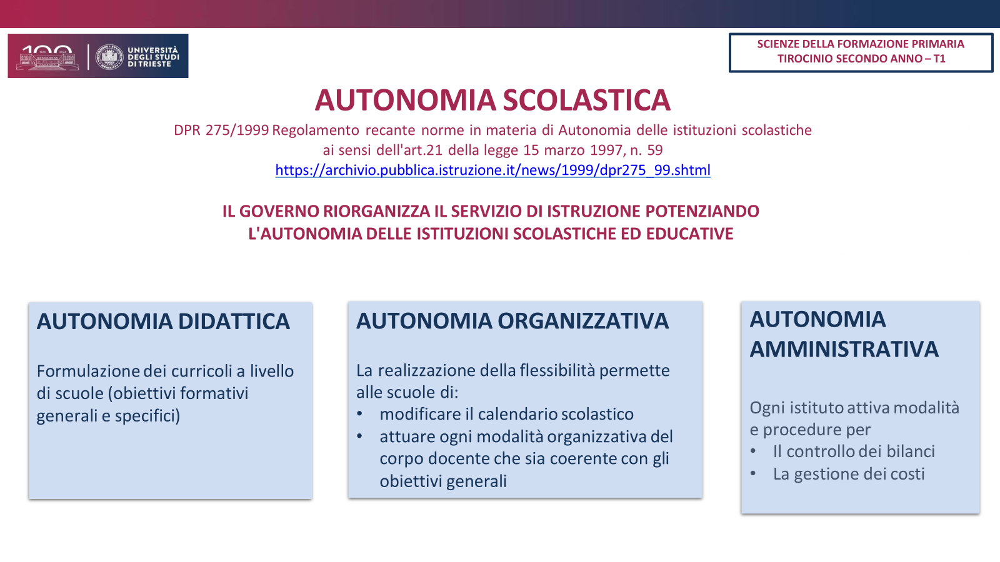 100
1924 2024
UNIVERSITÀ
DEGLI STUDI
DI TRIESTE
SCIENZE DELLA FORMAZIONE PRIMARIA
TIROCINIO SECONDO ANNO – T1
AUTONOMIA SCOLASTICA
DPR 275/1999 Regolamento recante norme in materia di Autonomia delle istituzioni scolastiche
ai sensi dell'art.21 della legge 15 marzo 1997, n. 59
https://archivio.pubblica.istruzione.it/news/1999/dpr275_99.shtml
IL GOVERNO RIORGANIZZA IL SERVIZIO DI ISTRUZIONE POTENZIANDO
L'AUTONOMIA DELLE ISTITUZIONI SCOLASTICHE ED EDUCATIVE
AUTONOMIA DIDATTICA
Formulazione dei curricoli a livello
di scuole (obiettivi formativi
generali e specifici)
AUTONOMIA ORGANIZZATIVA
La realizzazione della flessibilità permette
alle scuole di:
• modificare il calendario scolastico
• attuare ogni modalità organizzativa del
corpo docente che sia coerente con gli
obiettivi generali
AUTONOMIA
AMMINISTRATIVA
Ogni istituto attiva modalità
e procedure per
• Il controllo dei bilanci
• La gestione dei costi